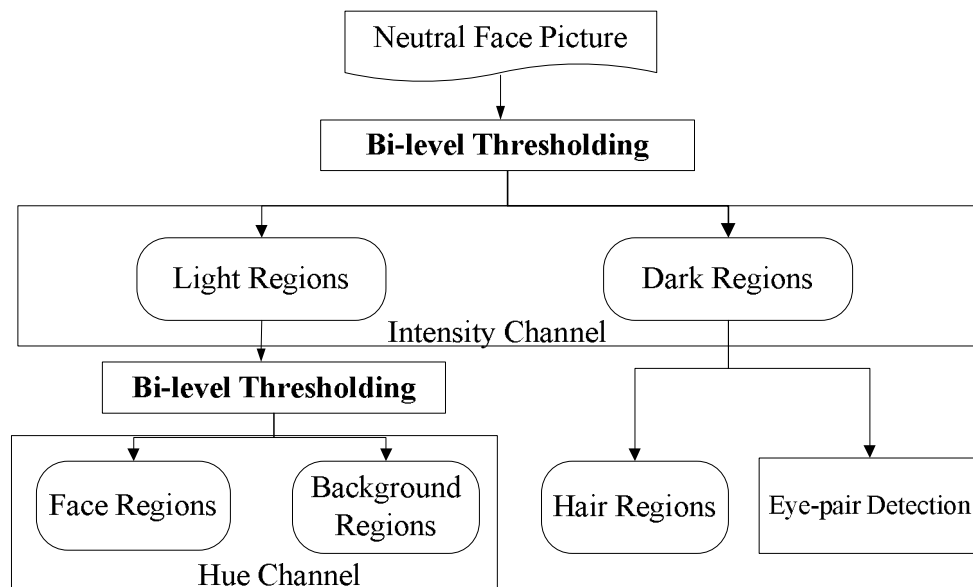 Neutral Face Picture
Bi-level Thresholding
Light Regions
Dark Regions
Intensity Channel
Bi-level Thresholding
Face Regions
Background
Regions
Hair Regions
Eye-pair Detection
Hue Channel